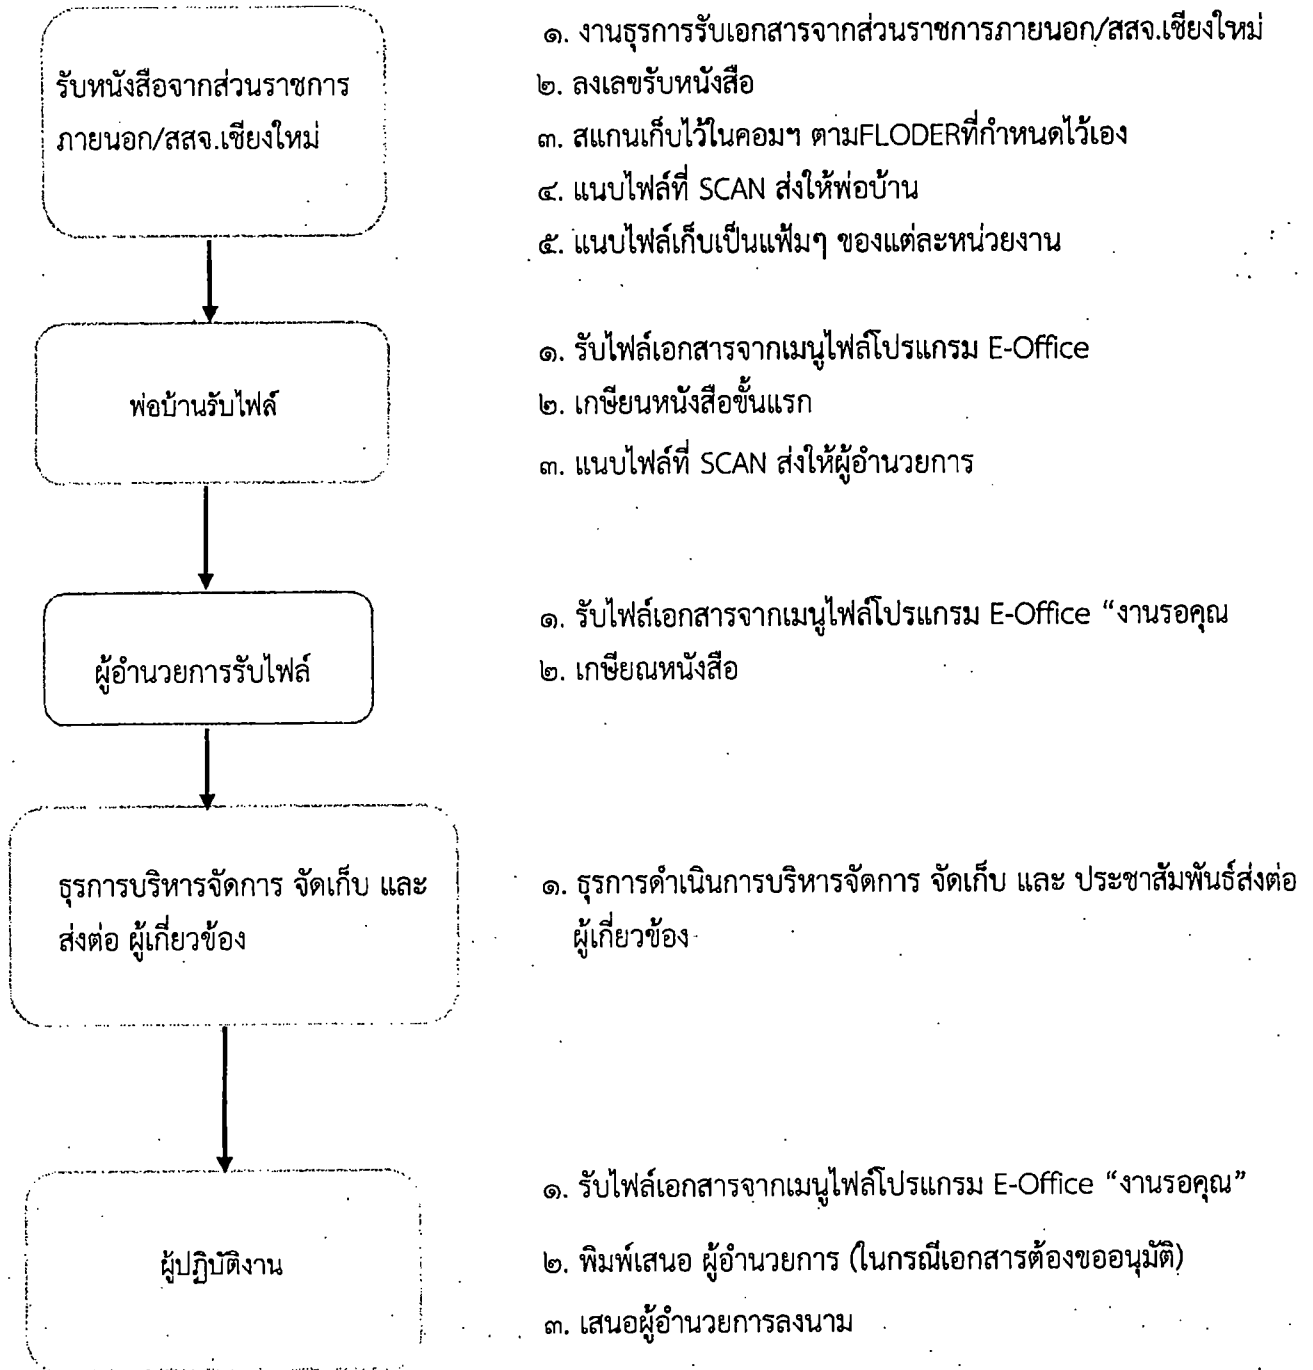 รับหนังสือจากส่วนราชการ
ภายนอก/สสจ.เชียงใหม่
๑. งานธุรการรับเอกสารจากส่วนราชการภายนอก/สสจ.เชียงใหม่
๒. ลงเลขรับหนังสือ
๓. สแกนเก็บไว้ในคอมฯ ตามFLODERที่กำหนดไว้เอง
๔. แนบไฟล์ที่ SCAN ส่งให้พ่อบ้าน
๕. แนบไฟล์เก็บเป็นแฟ้มๆ ของแต่ละหน่วยงาน
พ่อบ้านรับไฟล์
๑. รับไฟล์เอกสารจากเมนูไฟล์โปรแกรม E-Office
๒. เกษียนหนังสือขั้นแรก
๓. แนบไฟล์ที่ SCAN ส่งให้ผู้อำนวยการ
ผู้อำนวยการรับไฟล์
๑. รับไฟล์เอกสารจากเมนูไฟล์โปรแกรม E-Office “งานรอคุณ
๒. เกษียณหนังสือ
ธุรการบริหารจัดการ จัดเก็บ และ
ส่งต่อ ผู้เกี่ยวข้อง
๑. ธุรการดำเนินการบริหารจัดการ จัดเก็บ และ ประชาสัมพันธ์ส่งต่อ
ผู้เกี่ยวข้อง
ผู้ปฏิบัติงาน
๑. รับไฟล์เอกสารจากเมนูไฟล์โปรแกรม E-Office “งานรอคุณ”
๒. พิมพ์เสนอ ผู้อำนวยการ (ในกรณีเอกสารต้องขออนุมัติ)
๓. เสนอผู้อำนวยการลงนาม